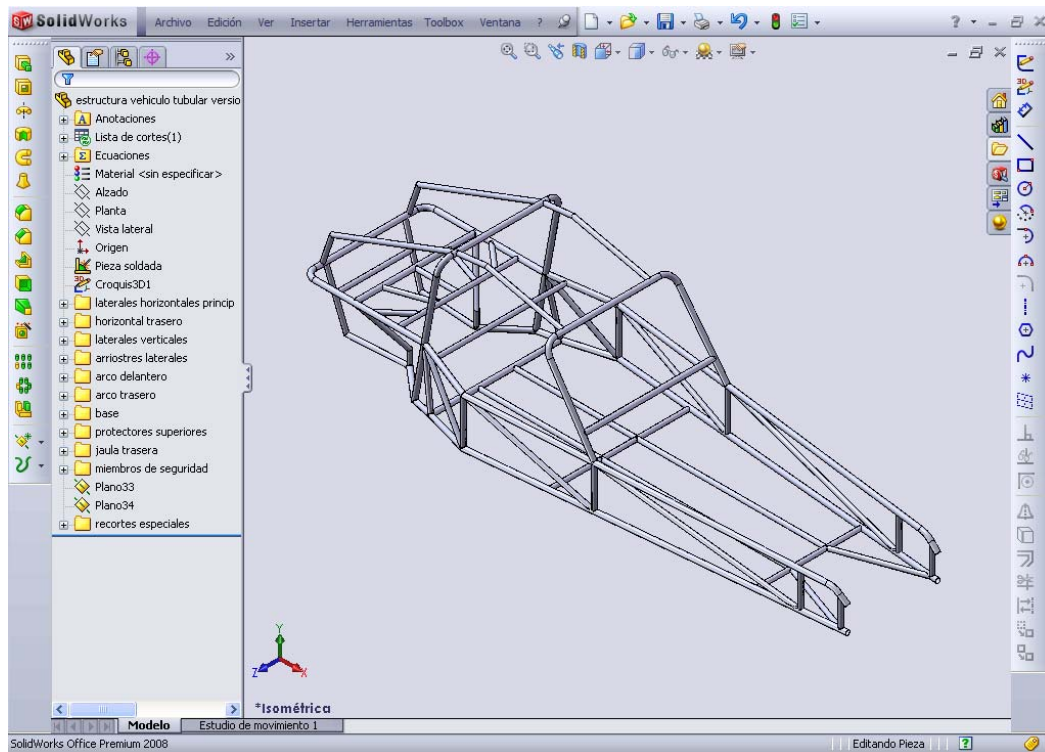 SolidWorks Archivo Edición Ver Insertar Herramientas Toolbox Ventana ?
estructura vehiculo tubular versio
Anotaciones
Lista de cortes(1)
Ecuaciones
Material <sin especificar>
Alzado
Planta
Vista lateral
Origen
Pieza soldada
Croquis3D1
laterales horizontales princip
horizontal trasero
laterales verticales
arriostres laterales
arco delantero
arco trasero
base
protectores superiores
jaula trasera
miembros de seguridad
Plano33
Plano34
recortes especiales
Y
Z X
*Isométrica
Modelo Estudio de movimiento 1
SolidWorks Office Premium 2008 Editando Pieza